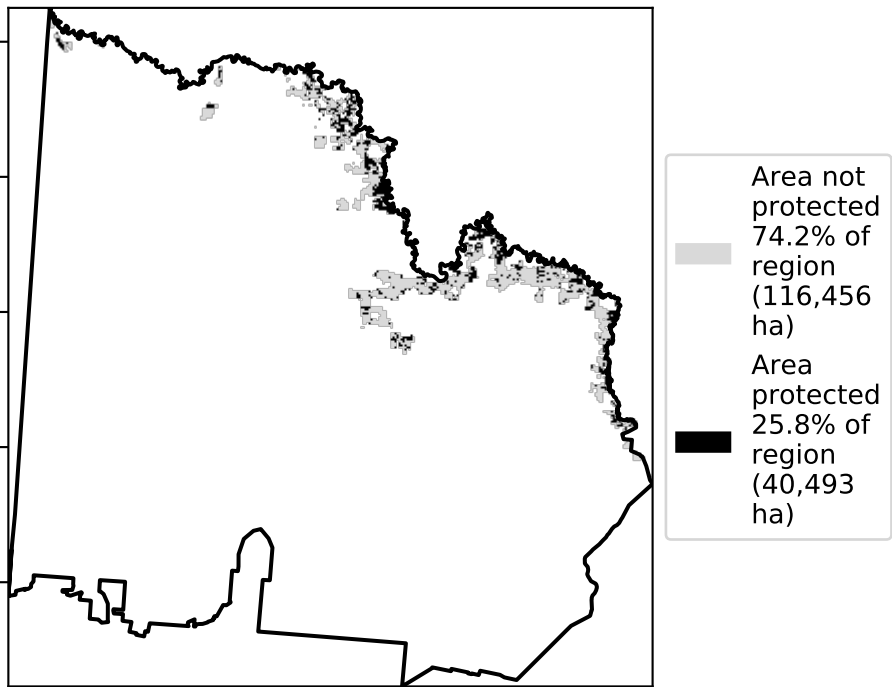 Area not
protected
74.2% of
region
(116,456
ha)
Area
protected
25.8% of
region
(40,493
ha)